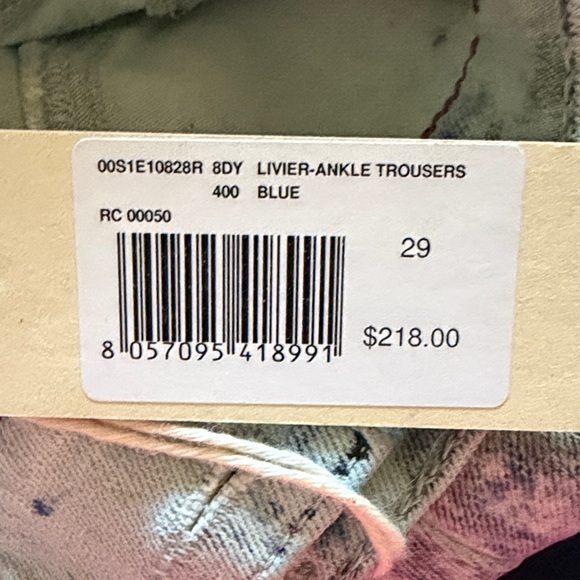 00S1E10828R 8DY LIVIER-ANKLE TROUSERS
400 BLUE
RC 00050
29
8 057095 418991
$218.00